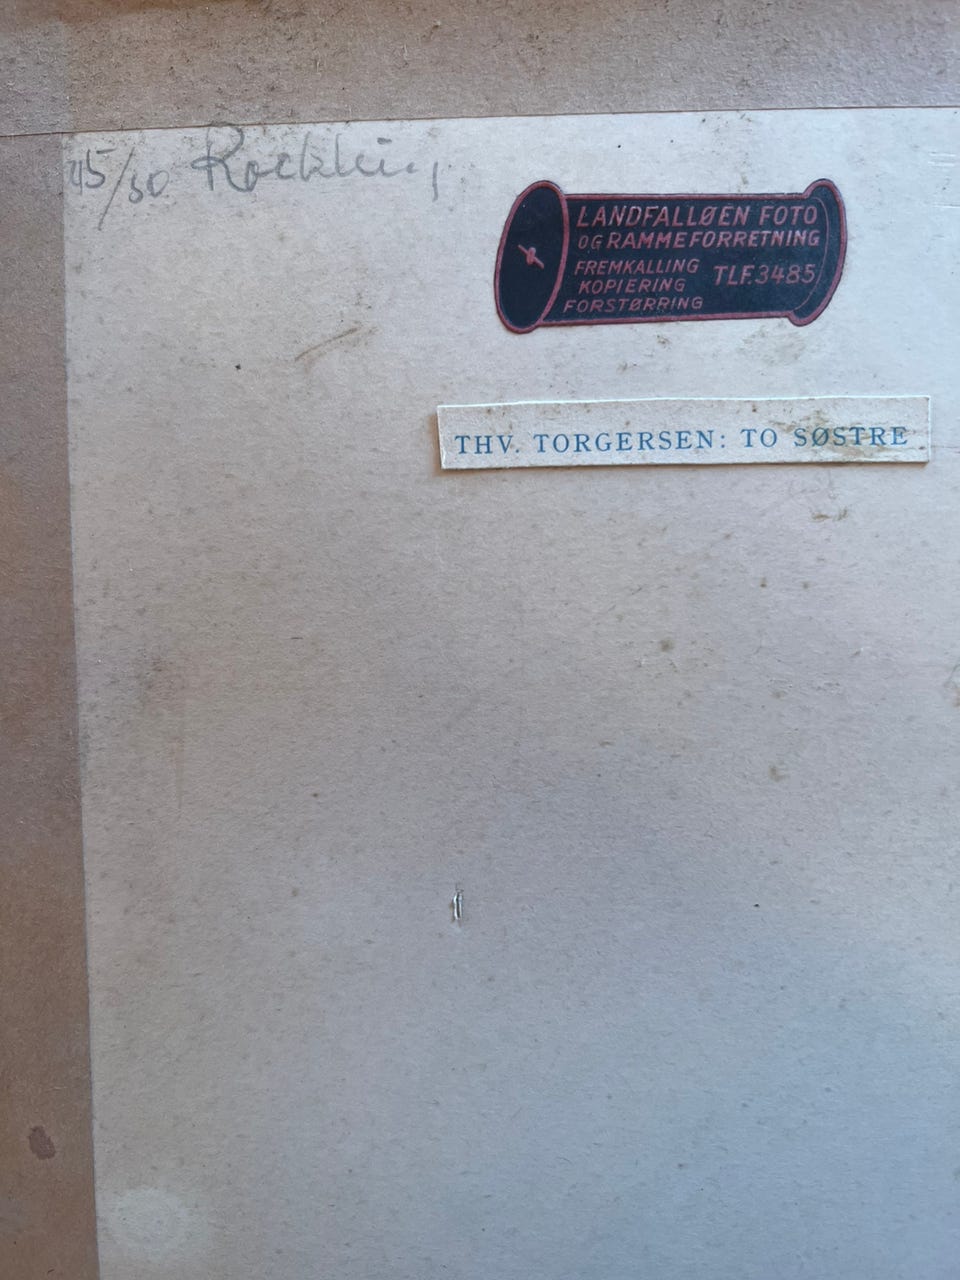 LANDFALLØEN FOTO
OG RAMMEFORRETNING
FREMKALLING
KOPIERING
FORSTØRRING
TLF.3485
THV. TORGERSEN: TO SØSTRE